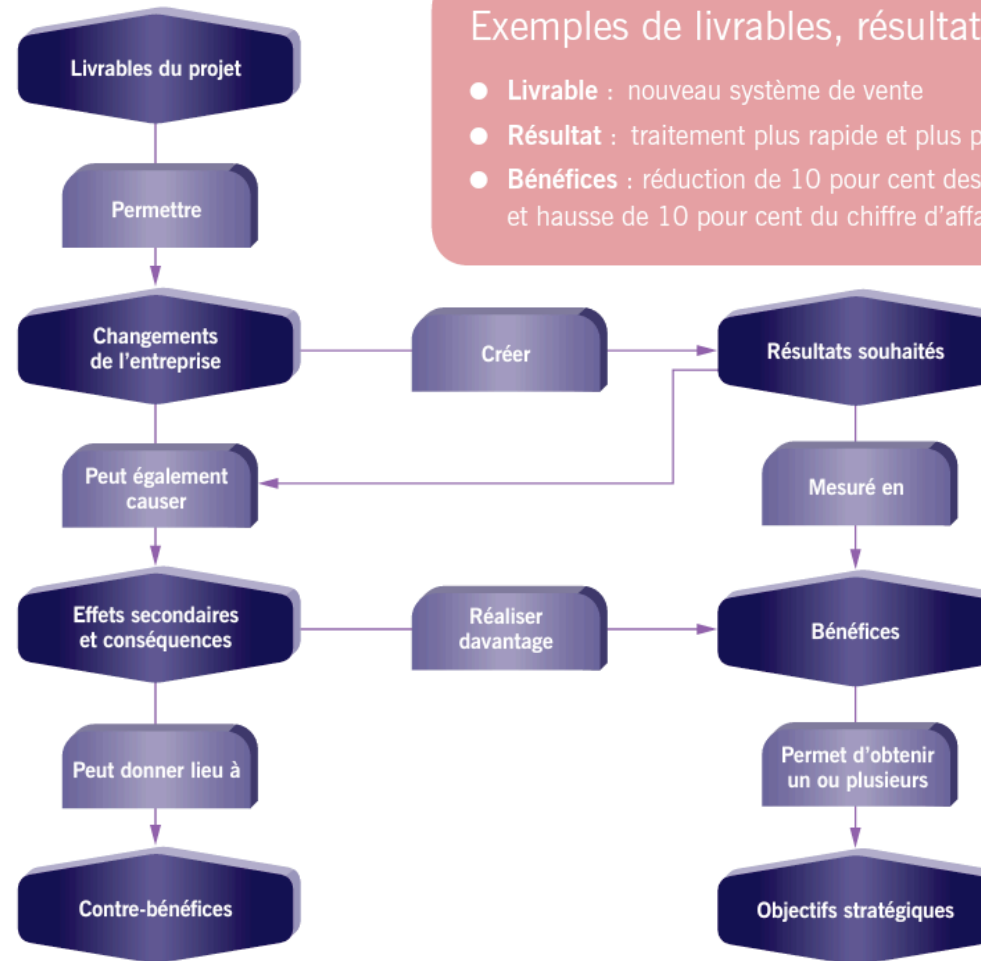 Exemples de livrables, résultat
Livrables du projet
● Livrable : nouveau système de vente
● Résultat : traitement plus rapide et plus p
● Bénéfices : réduction de 10 pour cent des
et hausse de 10 pour cent du chiffre d'affa
Permettre
Changements
de l'entreprise
Créer
Résultats souhaités
Peut également
causer
Mesuré en
Effets secondaires
et conséquences
Réaliser
davantage
Bénéfices
Peut donner lieu à
Permet d'obtenir
un ou plusieurs
Contre-bénéfices
Objectifs stratégiques